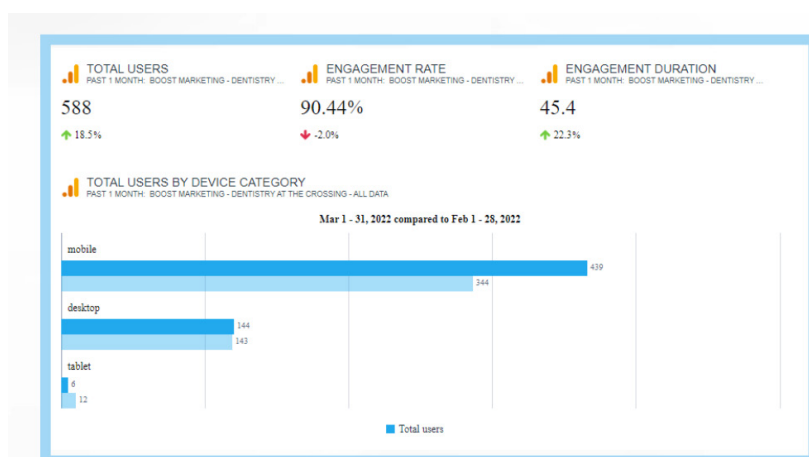 TOTAL USERS
PAST 1 MONTH: BOOST MARKETING - DENTISTRY ...
588
18.5%
ENGAGEMENT RATE
PAST 1 MONTH: BOOST MARKETING - DENTISTRY ...
90.44%
-2.0%
ENGAGEMENT DURATION
PAST 1 MONTH: BOOST MARKETING - DENTISTRY ...
45.4
22.3%
TOTAL USERS BY DEVICE CATEGORY
PAST 1 MONTH: BOOST MARKETING - DENTISTRY AT THE CROSSING - ALL DATA
Mar 1 - 31, 2022 compared to Feb 1 - 28, 2022
mobile
439
344
desktop
144
143
tablet
6
12
Total users